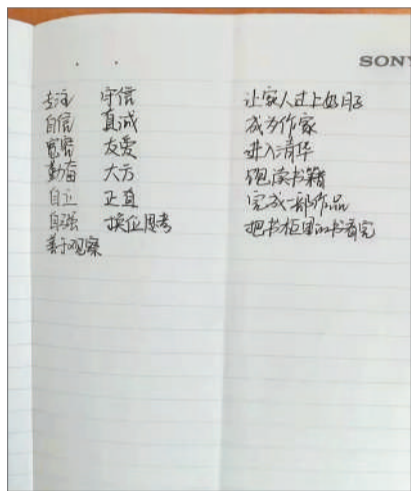 SONY
专注 守信 让家人过上好日子
自信 真诚 成为作家
宽容 友爱 进入清华
勤奋 大方 饱读书籍
自立 正直 完成一部作品
自强 换位思考 把书柜里的书看完
善于观察